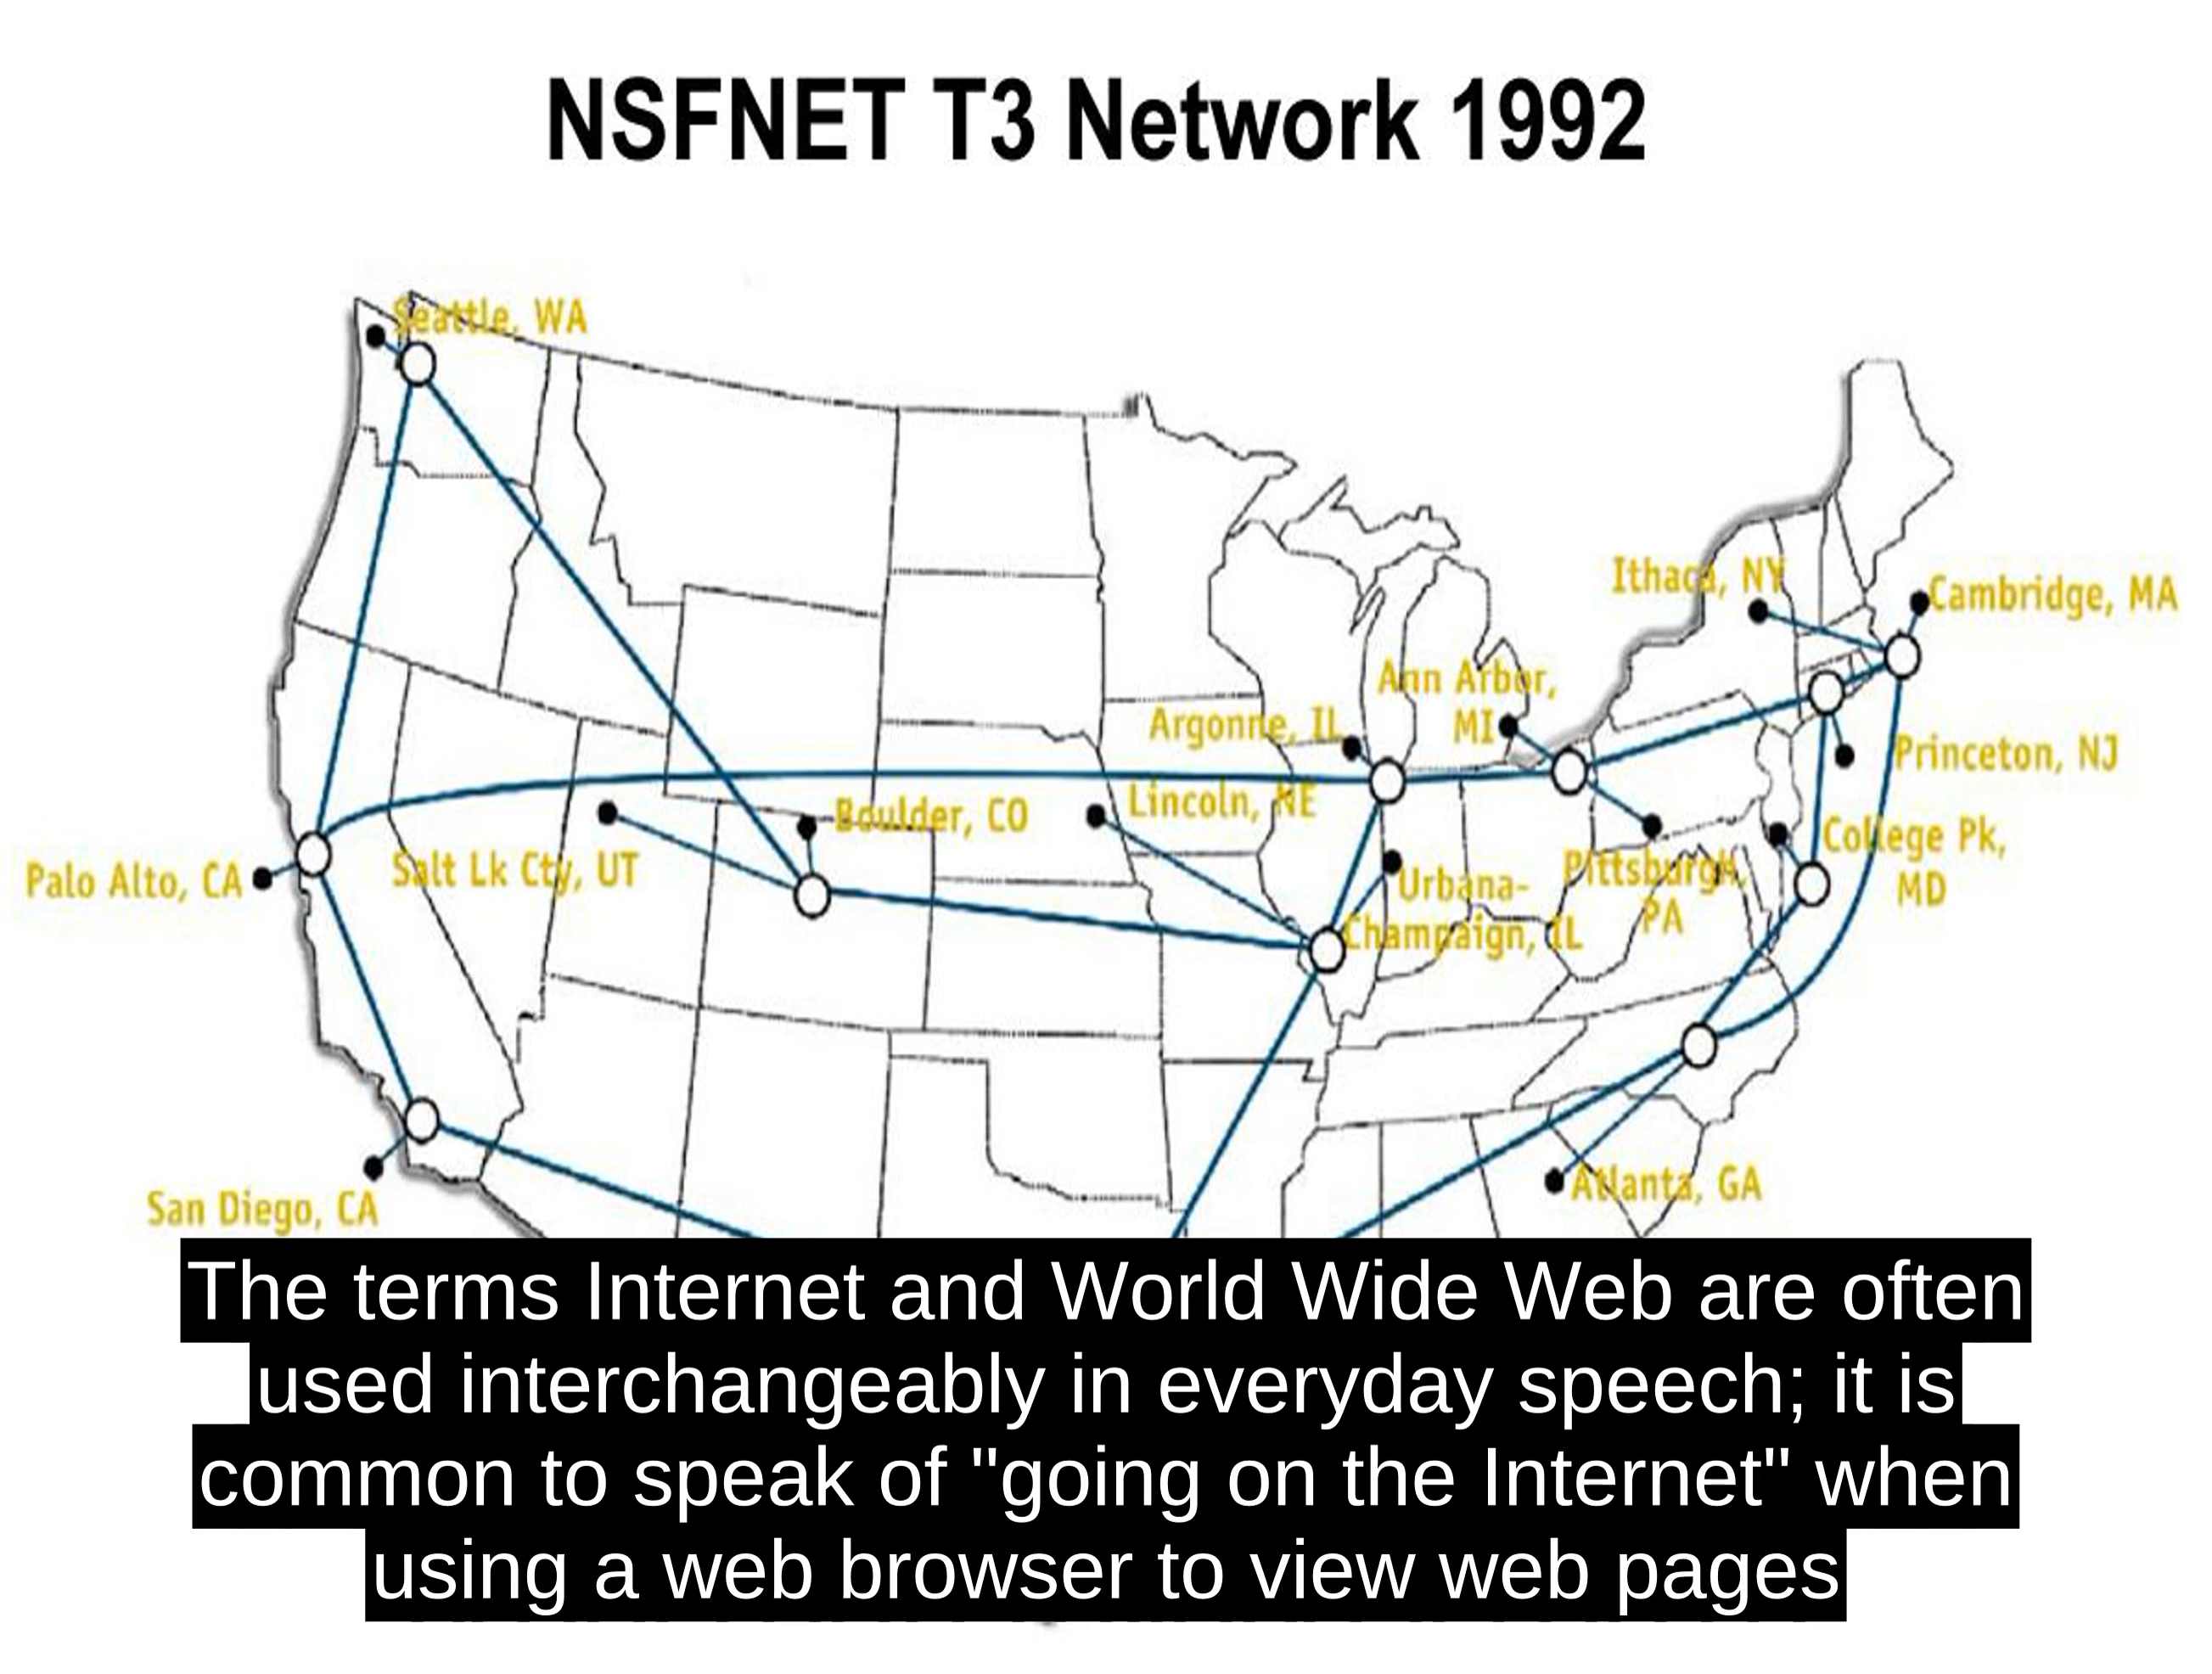 NSFNET T3 Network 1992
Seattle, WA
Ithaca, NY
Cambridge, MA
Ann Arbor,
MI
Argonne, IL
Princeton, NJ
Lincoln, NE
Boulder, CO
College Pk,
MD
Palo Alto, CA
Salt Lk Cty, UT
Pittsburgh,
PA
Urbana-
Champaign, IL
San Diego, CA
Atlanta, GA
The terms Internet and World Wide Web are often
used interchangeably in everyday speech; it is
common to speak of "going on the Internet" when
using a web browser to view web pages